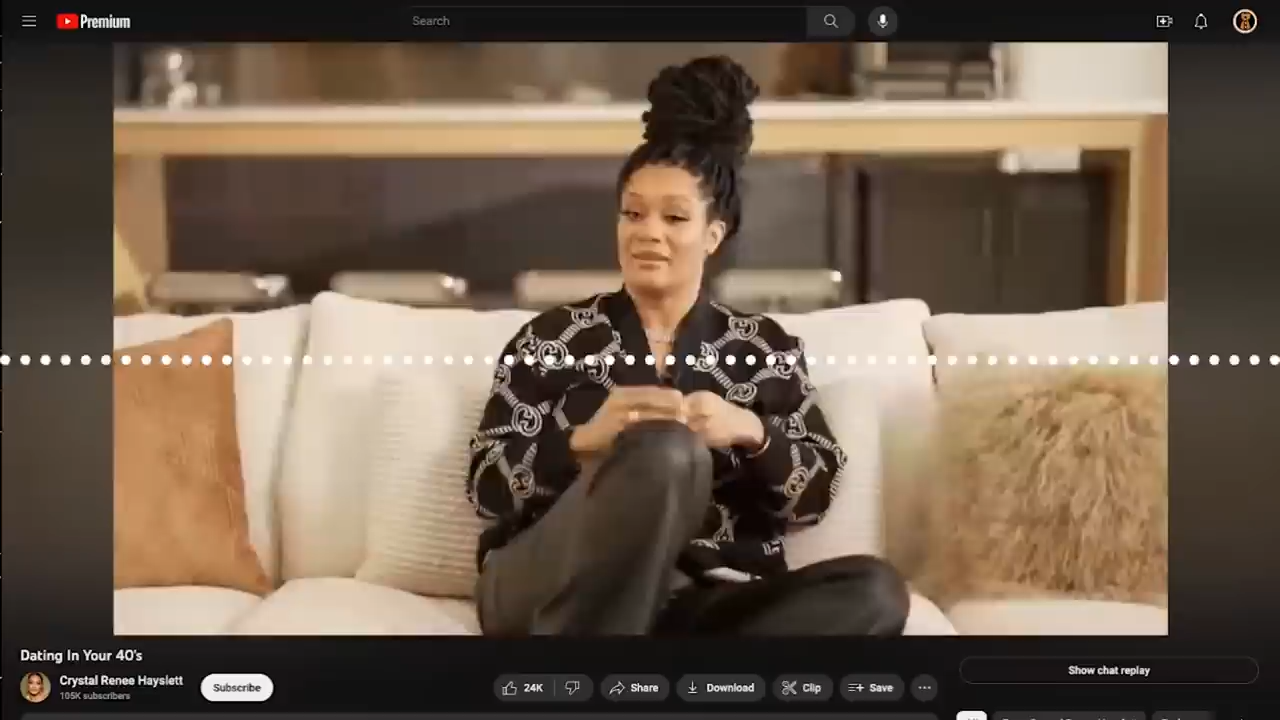 Premium
Search
Dating In Your 40's
Crystal Renee Hayslett
105K subscribers
Subscribe
24K
Share
Download
Clip
Save
Show chat replay